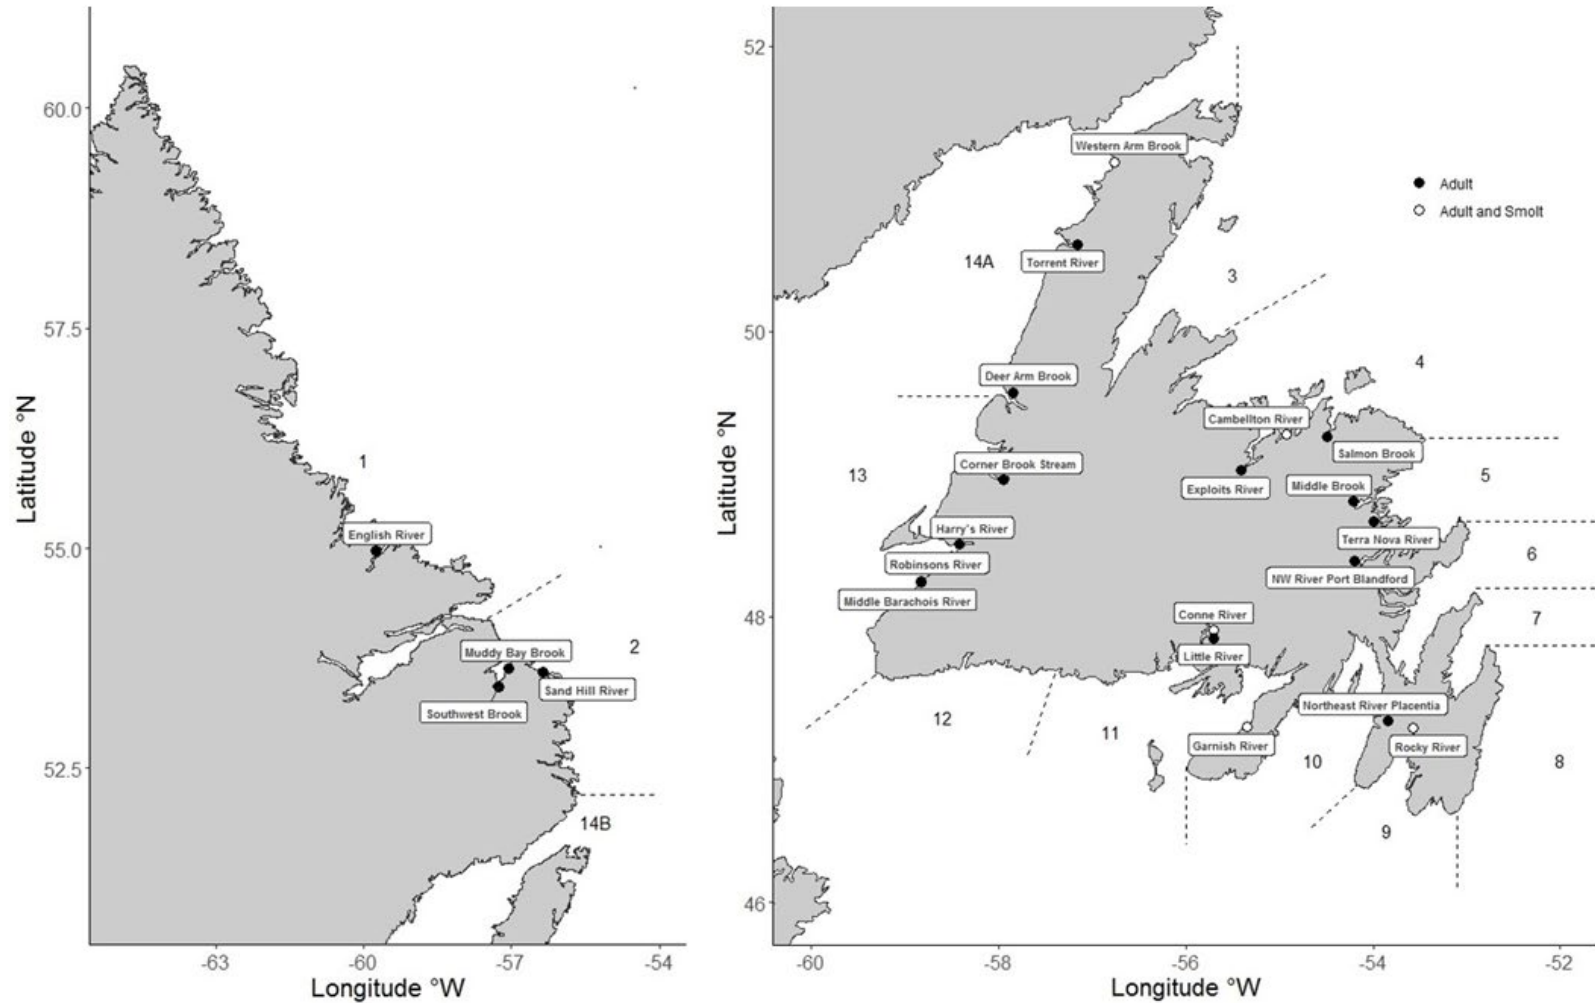 60.0
57.5
55.0
52.5
Latitude °N
-63
-60
-57
-54
Longitude °W
1
English River
2
Muddy Bay Brook
Sand Hill River
Southwest Brook
14B
52
50
48
46
Latitude °N
-60
-58
-56
-54
-52
Longitude °W
Adult
Adult and Smolt
Western Arm Brook
Torrent River
14A
3
Deer Arm Brook
4
Cambellton River
Salmon Brook
Corner Brook Stream
13
Exploits River
Middle Brook
5
Harry's River
Terra Nova River
6
Robinsons River
NW River Port Blandford
Middle Barachois River
Conne River
7
Little River
Northeast River Placentia
12
11
Garnish River
10
Rocky River
8
9